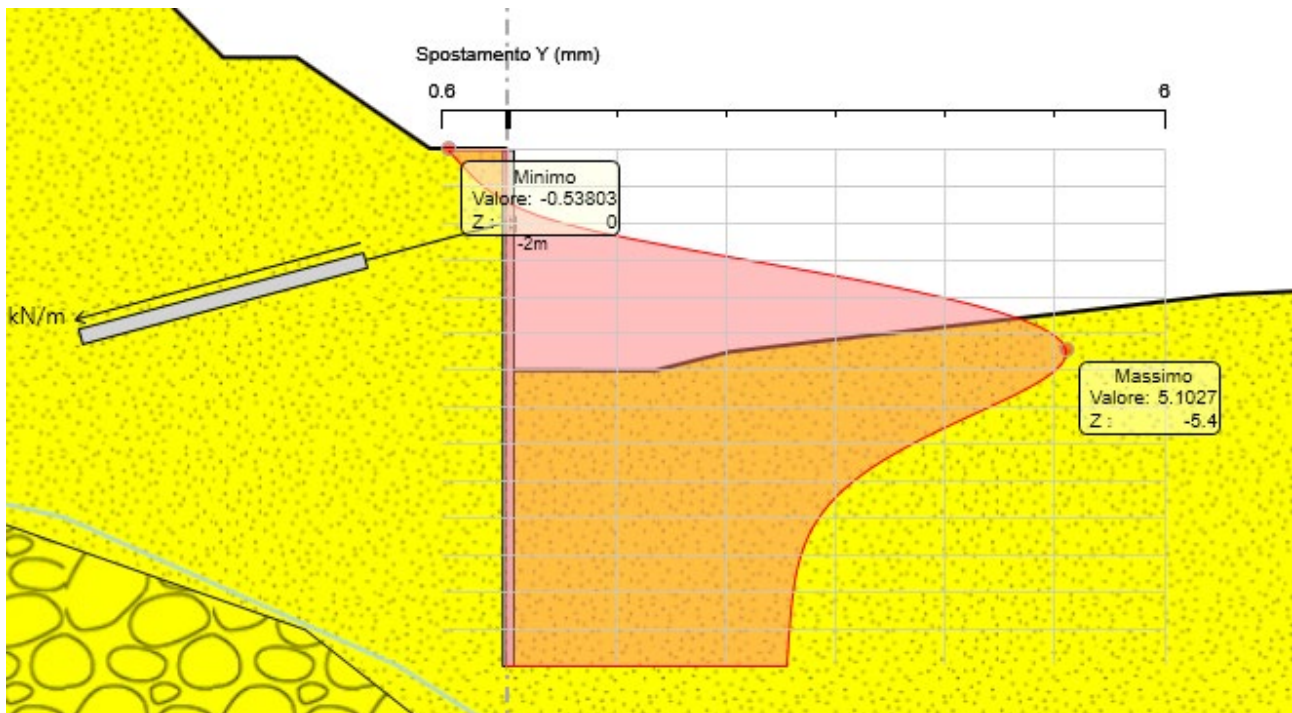 Spostamento Y (mm)
0.6
6
Minimo
Valore: -0.53803
Z : 0
-2m
kN/m
Massimo
Valore: 5.1027
Z : -5.4